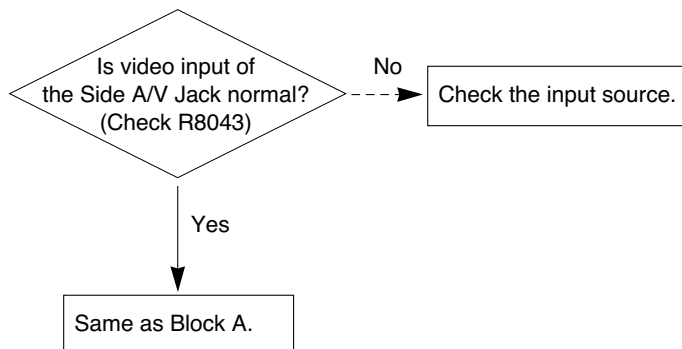 Is video input of
the Side A/V Jack normal?
(Check R8043)
No
Check the input source.
Yes
Same as Block A.